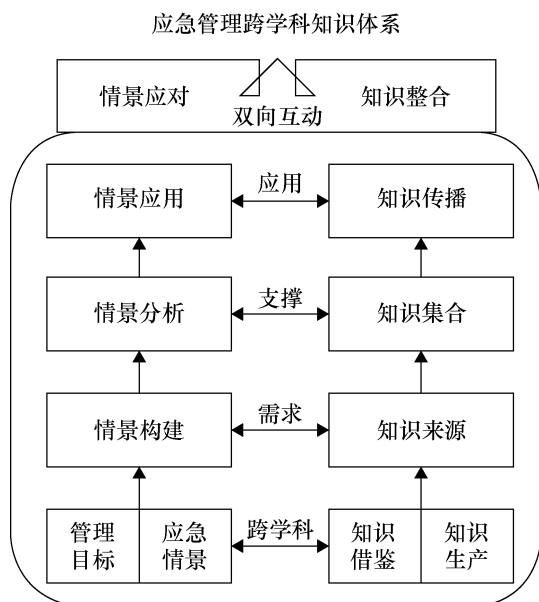 应急管理跨学科知识体系
情景应对
知识整合
双向互动
情景应用
应用
知识传播
情景分析
支撑
知识集合
情景构建
需求
知识来源
管理
目标
应急
情景
跨学科
知识
借鉴
知识
生产